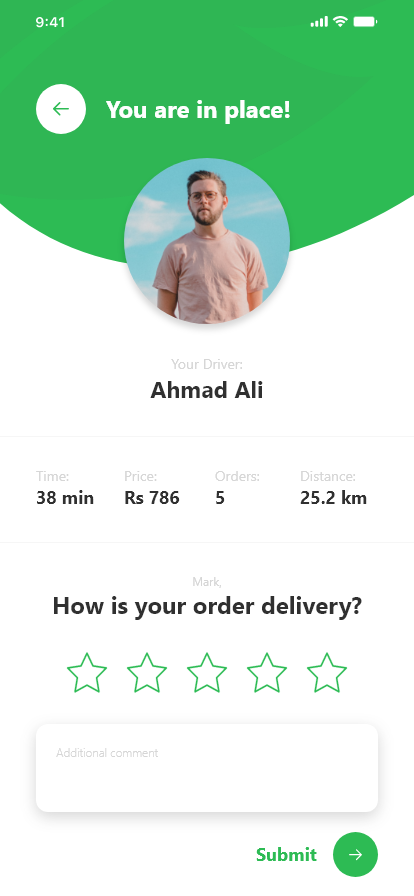 9:41
You are in place!
Your Driver:
Ahmad Ali
Time: Price: Orders: Distance:
38 min Rs 786 5 25.2 km
Mark,
How is your order delivery?
Additional comment
Submit